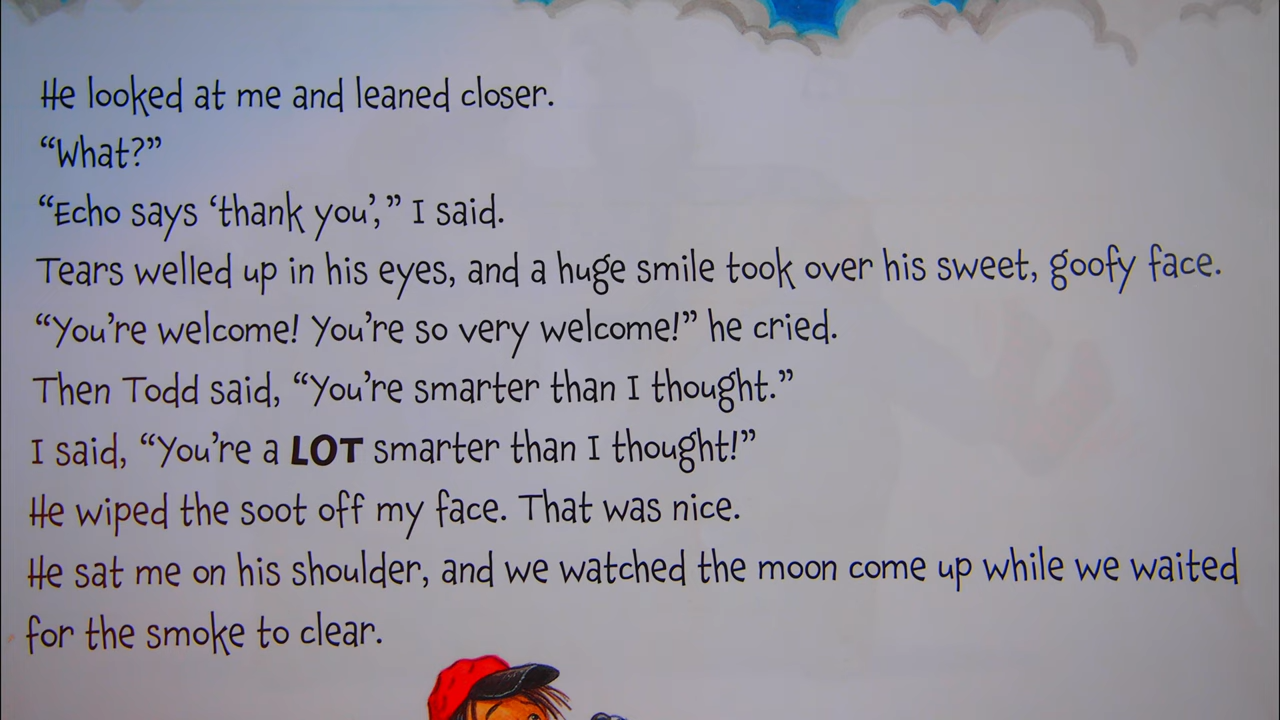 He looked at me and leaned closer.
“What?”
“Echo says ‘thank you’,” I said.
Tears welled up in his eyes, and a huge smile took over his sweet, goofy face.
“You’re welcome! You’re so very welcome!” he cried.
Then Todd said, “You’re smarter than I thought.”
I said, “You’re a LOT smarter than I thought!”
He wiped the soot off my face. That was nice.
He sat me on his shoulder, and we watched the moon come up while we waited
for the smoke to clear.